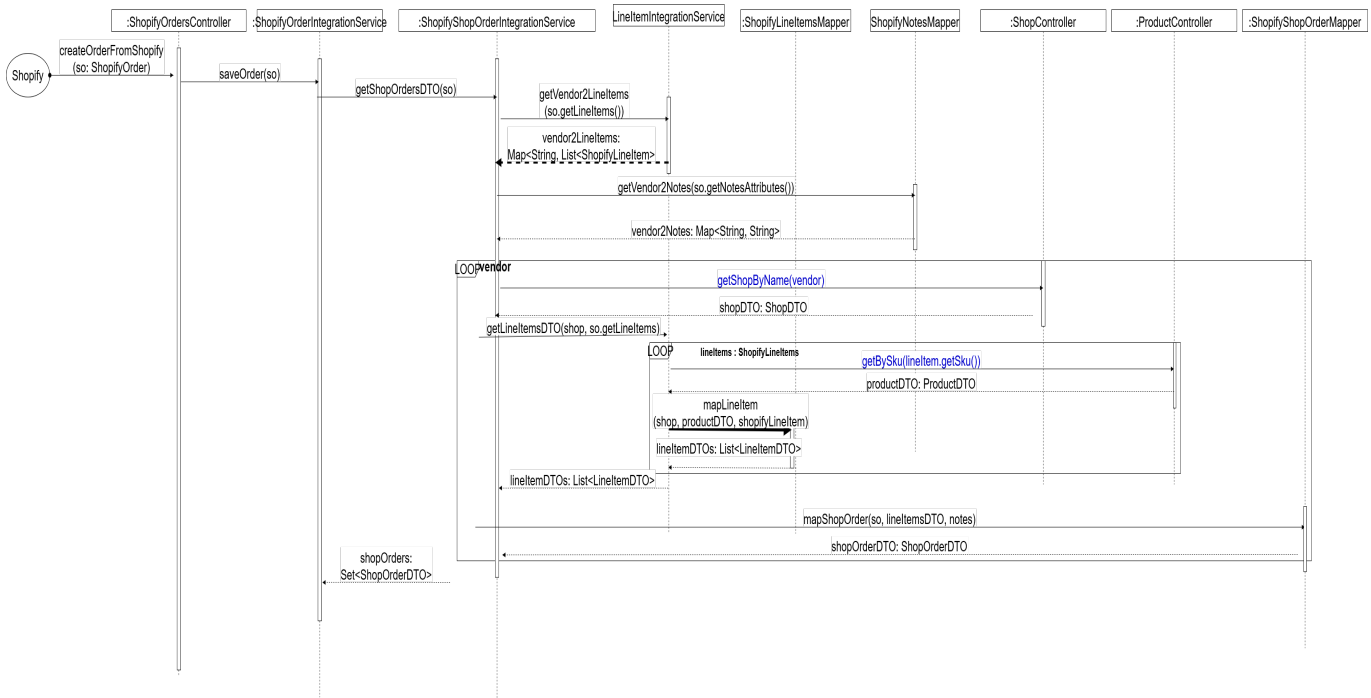 :ShopifyOrdersController
:ShopifyOrderIntegrationService
:ShopifyShopOrderIntegrationService
LineItemIntegrationService
:ShopifyLineItemsMapper
ShopifyNotesMapper
:ShopController
:ProductController
:ShopifyShopOrderMapper
Shopify
createOrderFromShopify
(so: ShopifyOrder)
saveOrder(so)
getShopOrdersDTO(so)
getVendor2LineItems
(so.getLineItems())
vendor2LineItems:
Map<String, List<ShopifyLineItem>
getVendor2Notes(so.getNotesAttributes())
vendor2Notes: Map<String, String>
LOOP
vendor
getShopByName(vendor)
shopDTO: ShopDTO
getLineItemsDTO(shop, so.getLineItems)
LOOP
lineItems : ShopifyLineItems
getBySku(lineItem.getSku())
productDTO: ProductDTO
mapLineItem
(shop, productDTO, shopifyLineItem)
lineItemDTOs: List<LineItemDTO>
lineItemDTOs: List<LineItemDTO>
mapShopOrder(so, lineItemsDTO, notes)
shopOrderDTO: ShopOrderDTO
shopOrders:
Set<ShopOrderDTO>